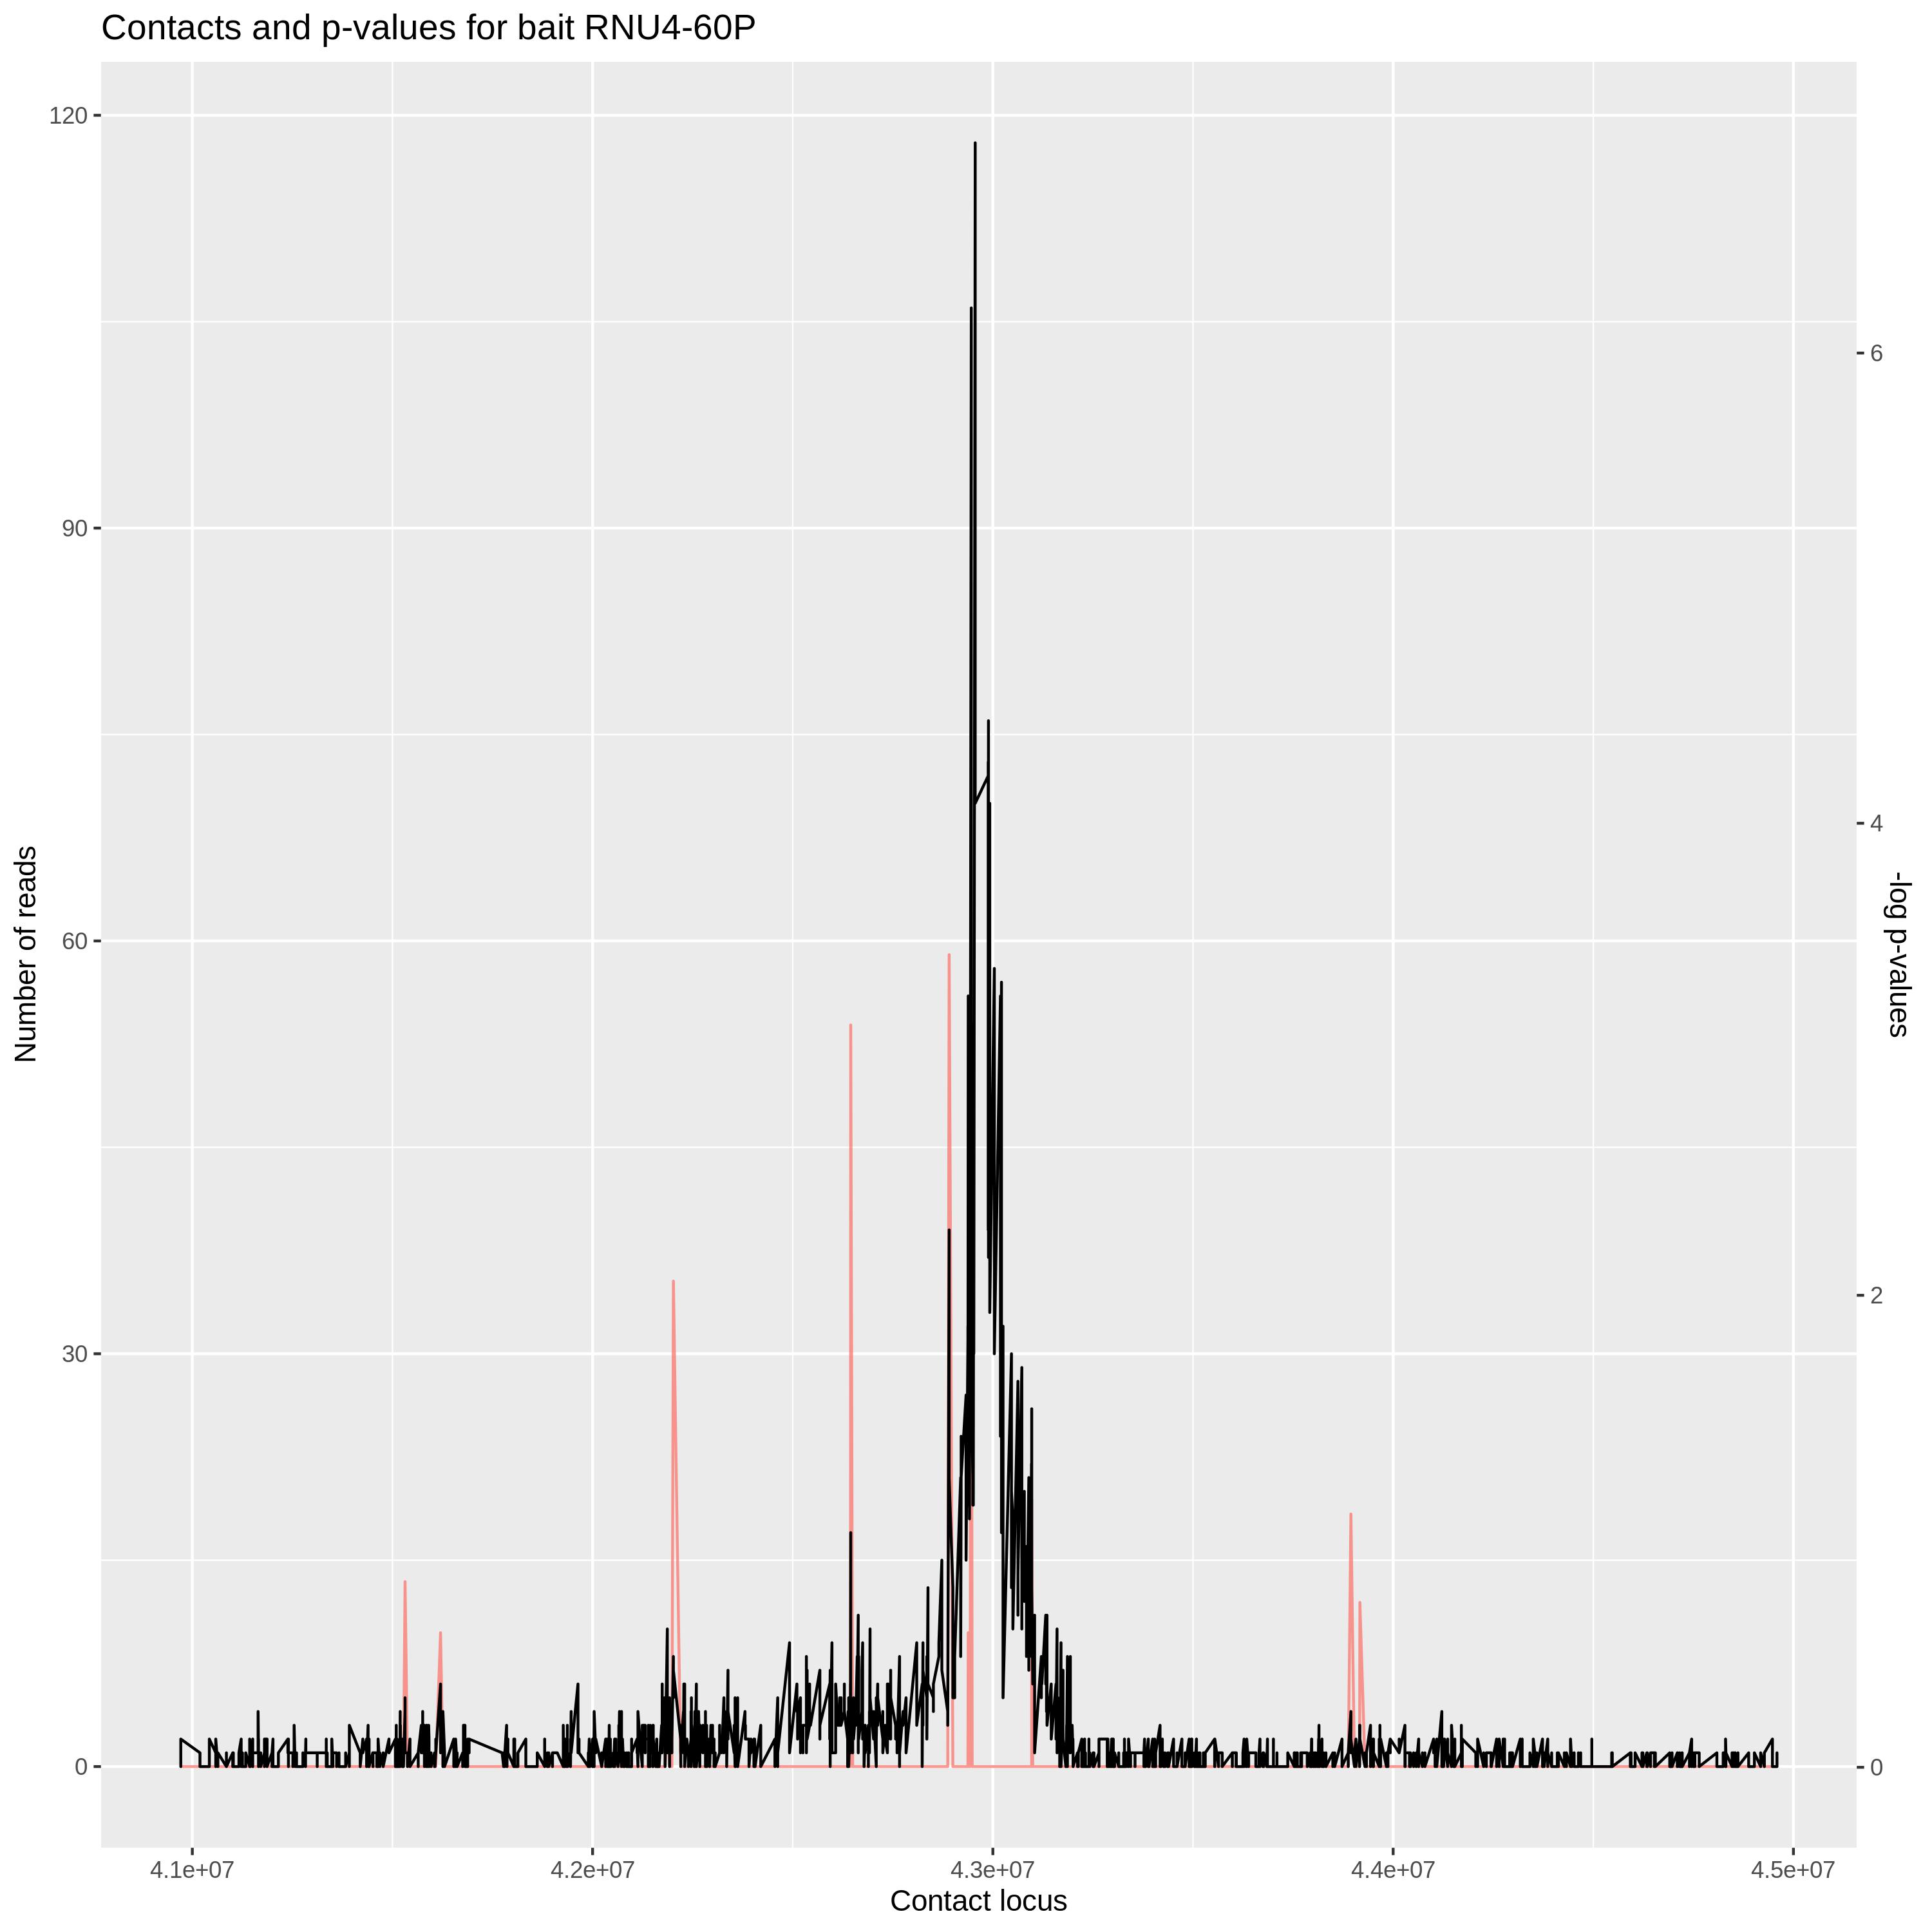 Contacts and p-values for bait RNU4-60P
120
90
60
30
0
6
4
2
0
Number of reads
-log p-values
4.1e+07
4.2e+07
4.3e+07
4.4e+07
4.5e+07
Contact locus